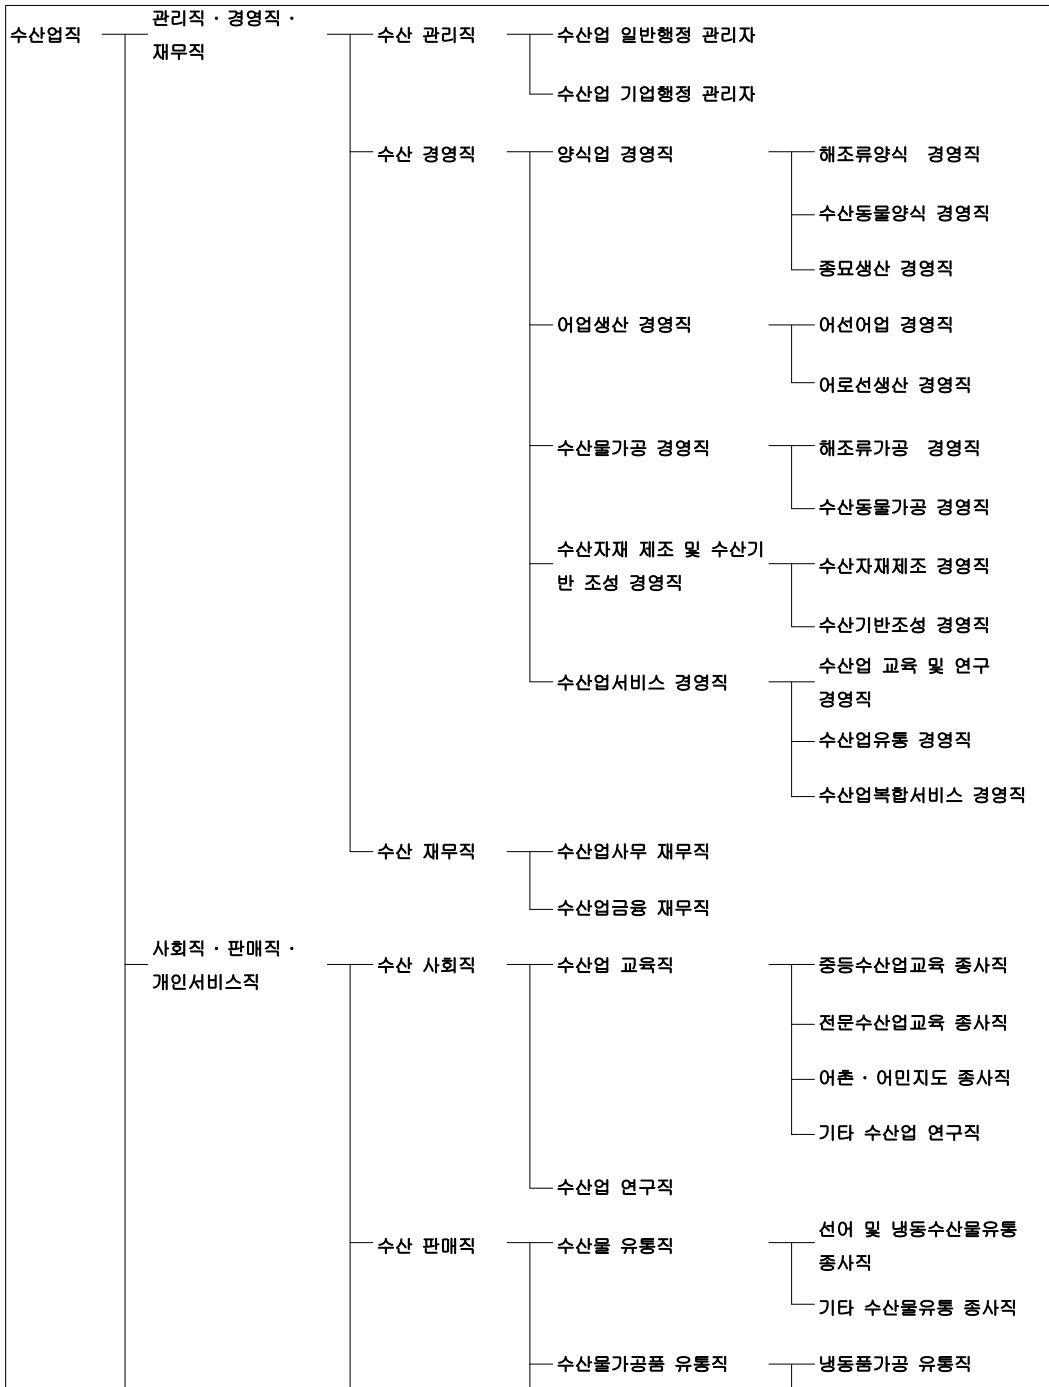 수산업직
관리직 · 경영직 ·
재무직
수산 관리직
수산업 일반행정 관리자
수산업 기업행정 관리자
수산 경영직
양식업 경영직
해조류양식 경영직
수산동물양식 경영직
종묘생산 경영직
어업생산 경영직
어선어업 경영직
어로선생산 경영직
수산물가공 경영직
해조류가공 경영직
수산동물가공 경영직
수산자재 제조 및 수산기
반 조성 경영직
수산자재제조 경영직
수산기반조성 경영직
수산업서비스 경영직
수산업 교육 및 연구
경영직
수산업유통 경영직
수산업복합서비스 경영직
수산 재무직
수산업사무 재무직
수산업금융 재무직
사회직 · 판매직 ·
개인서비스직
수산 사회직
수산업 교육직
중등수산업교육 종사직
전문수산업교육 종사직
어촌 · 어민지도 종사직
기타 수산업 연구직
수산업 연구직
수산 판매직
수산물 유통직
선어 및 냉동수산물유통
종사직
기타 수산물유통 종사직
수산물가공품 유통직
냉동품가공 유통직